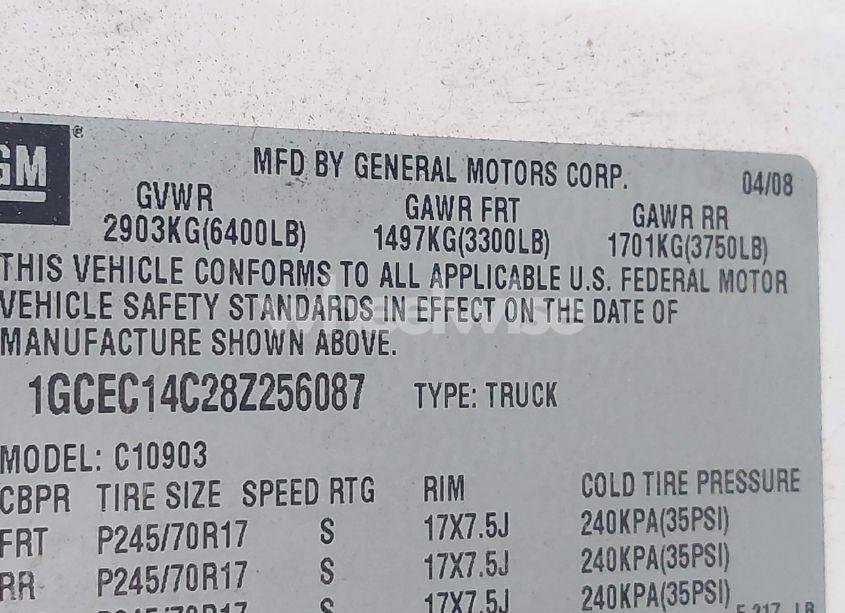 GM®
MFD BY GENERAL MOTORS CORP. 04/08
GVWR GAWR FRT GAWR RR
2903KG(6400LB) 1497KG(3300LB) 1701KG(3750LB)
THIS VEHICLE CONFORMS TO ALL APPLICABLE U.S. FEDERAL MOTOR
VEHICLE SAFETY STANDARDS IN EFFECT ON THE DATE OF
MANUFACTURE SHOWN ABOVE.
wheelwise
1GCEC14C28Z256087 TYPE: TRUCK
MODEL: C10903
CBPR TIRE SIZE SPEED RTG RIM COLD TIRE PRESSURE
FRT P245/70R17 S 17X7.5J 240KPA(35PSI)
RR P245/70R17 S 17X7.5J 240KPA(35PSI)
P245/70R17 S 17X7.5J 240KPA(35PSI)